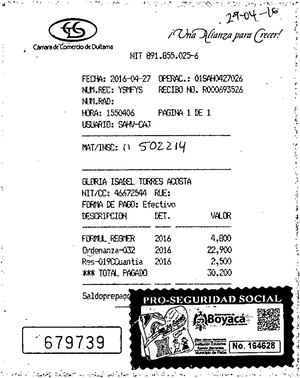 29-04-16
CCS
¡Una Alianza para Crecer!
Cámara de Comercio de Duitama
NIT 891.855.025-6
FECHA: 2016-04-27 OPERAC.: 01SAH0427026
NUM.REC: YSMFYS RECIBO NO. R000693526
NUM.RAD:
HORA: 1550406 PAGINA 1 DE 1
USUARIO: SAHV-CAJ
MAT/INSC: () 502214
GLORIA ISABEL TORRES ACOSTA
NIT/CC: 46672544 RUE:
FORMA DE PAGO: Efectivo
DESCRIPCION DET. VALOR
FORMUL_REGMER 2016 4,800
Ordenanza-032 2016 22,900
Res-019CCuantia 2016 2,500
*** TOTAL PAGADO 30,200
Saldoprepago
PRO-SEGURIDAD SOCIAL
Boyacá
No. 164628
679739